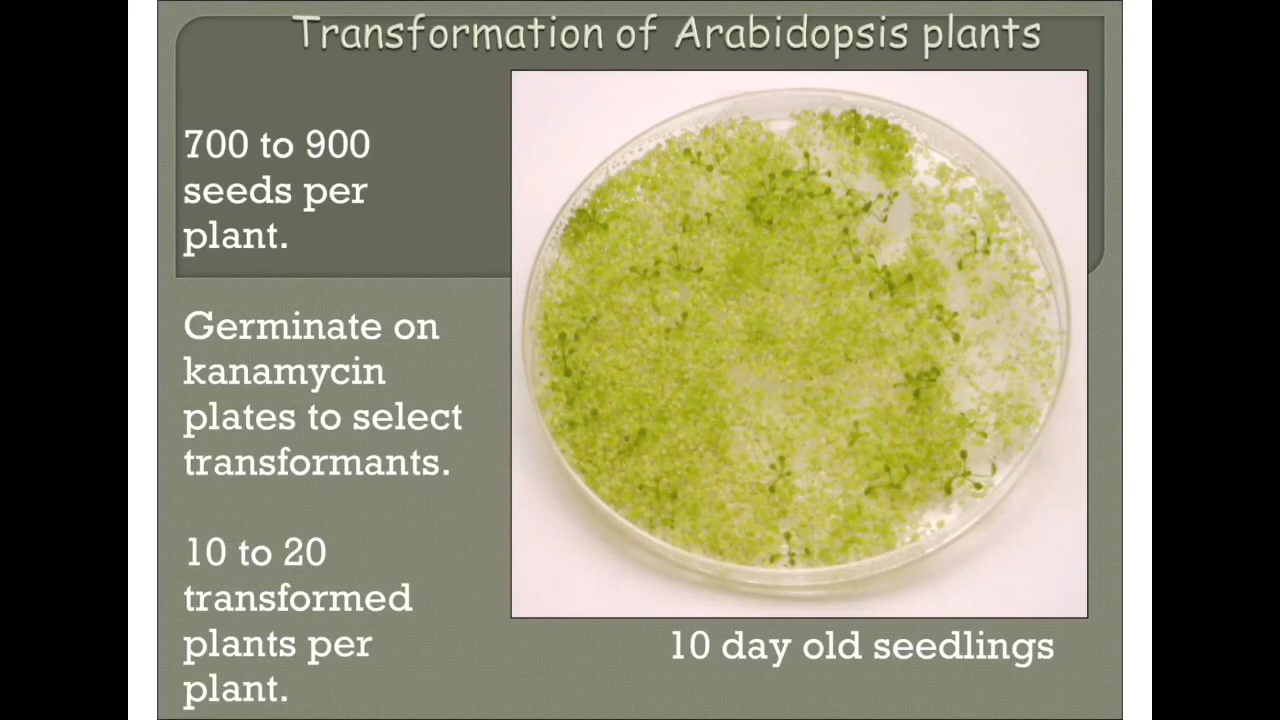 Transformation of Arabidopsis plants
700 to 900
seeds per
plant.
Germinate on
kanamycin
plates to select
transformants.
10 to 20
transformed
plants per
plant.
10 day old seedlings